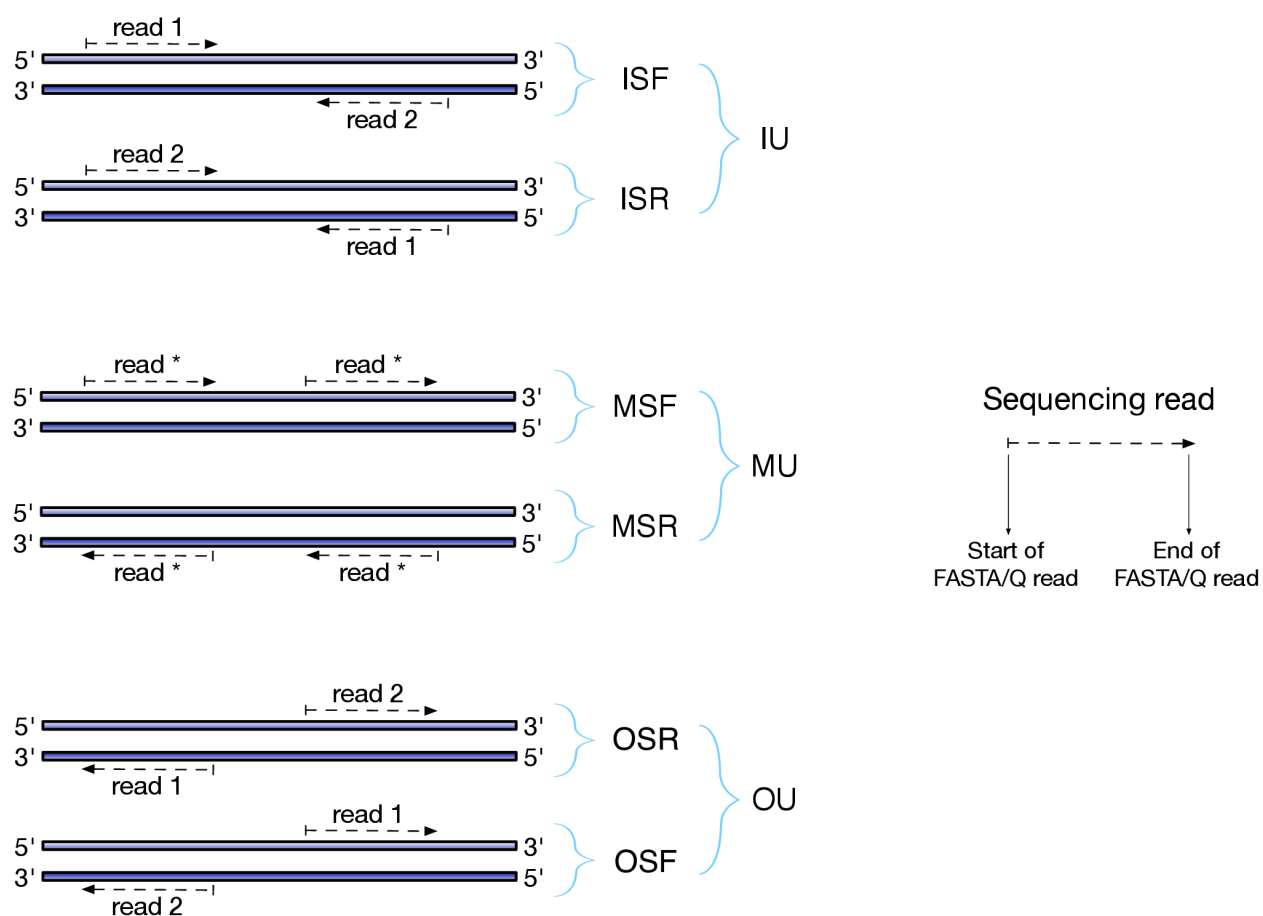 read 1
5' 3'
ISF
3' 5'
read 2
IU
read 2
5' 3'
ISR
3' 5'
read 1
read * read *
5' 3'
MSF
3' 5'
MU
5' 3'
MSR
3' 5'
read * read *
Sequencing read
Start of
FASTA/Q read
End of
FASTA/Q read
read 2
5' 3'
OSR
3' 5'
read 1
OU
read 1
5' 3'
OSF
3' 5'
read 2